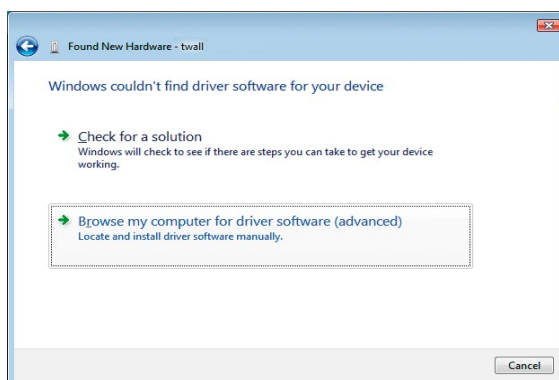 Found New Hardware - twall
Windows couldn't find driver software for your device
Check for a solution
Windows will check to see if there are steps you can take to get your device
working.
Browse my computer for driver software (advanced)
Locate and install driver software manually.
Cancel